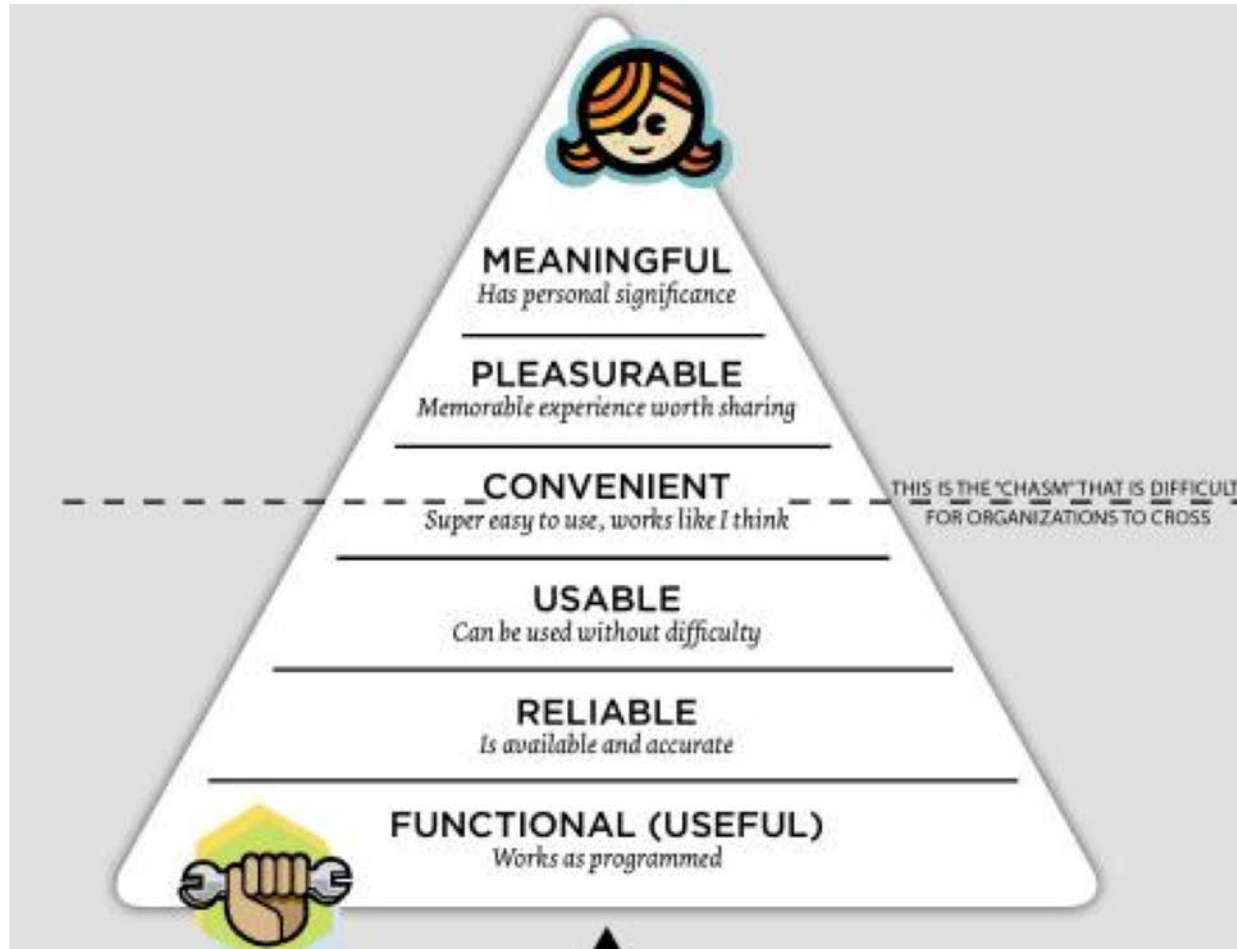 MEANINGFUL
Has personal significance
PLEASURABLE
Memorable experience worth sharing
CONVENIENT
Super easy to use, works like I think
THIS IS THE "CHASM" THAT IS DIFFICULT
FOR ORGANIZATIONS TO CROSS
USABLE
Can be used without difficulty
RELIABLE
Is available and accurate
FUNCTIONAL (USEFUL)
Works as programmed